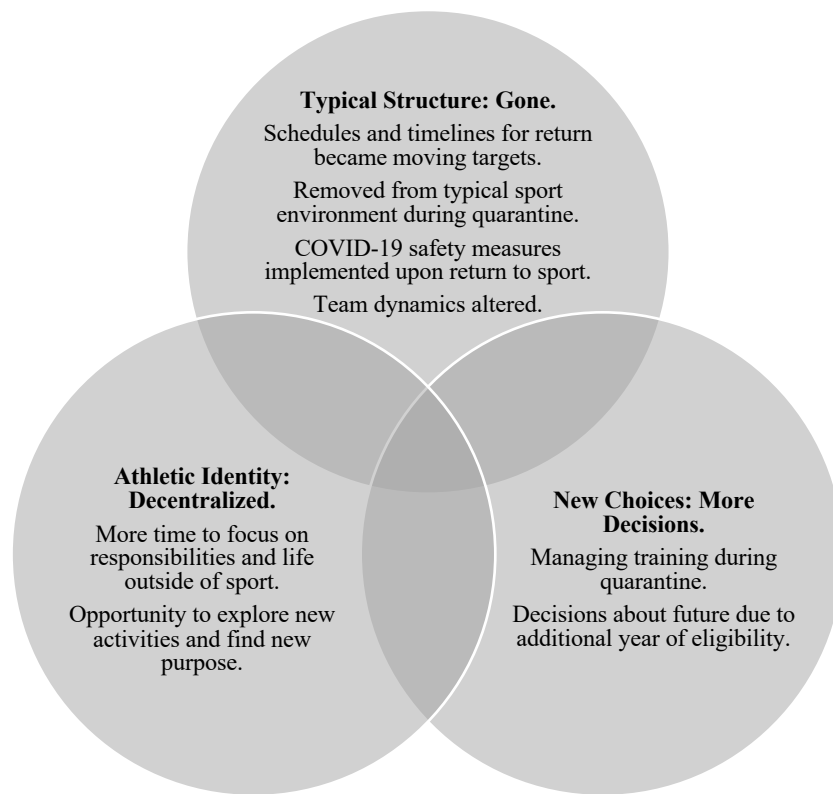 Typical Structure: Gone.
Schedules and timelines for return
became moving targets.
Removed from typical sport
environment during quarantine.
COVID-19 safety measures
implemented upon return to sport.
Team dynamics altered.
Athletic Identity:
Decentralized.
More time to focus on
responsibilities and life
outside of sport.
Opportunity to explore new
activities and find new
purpose.
New Choices: More
Decisions.
Managing training during
quarantine.
Decisions about future due to
additional year of eligibility.